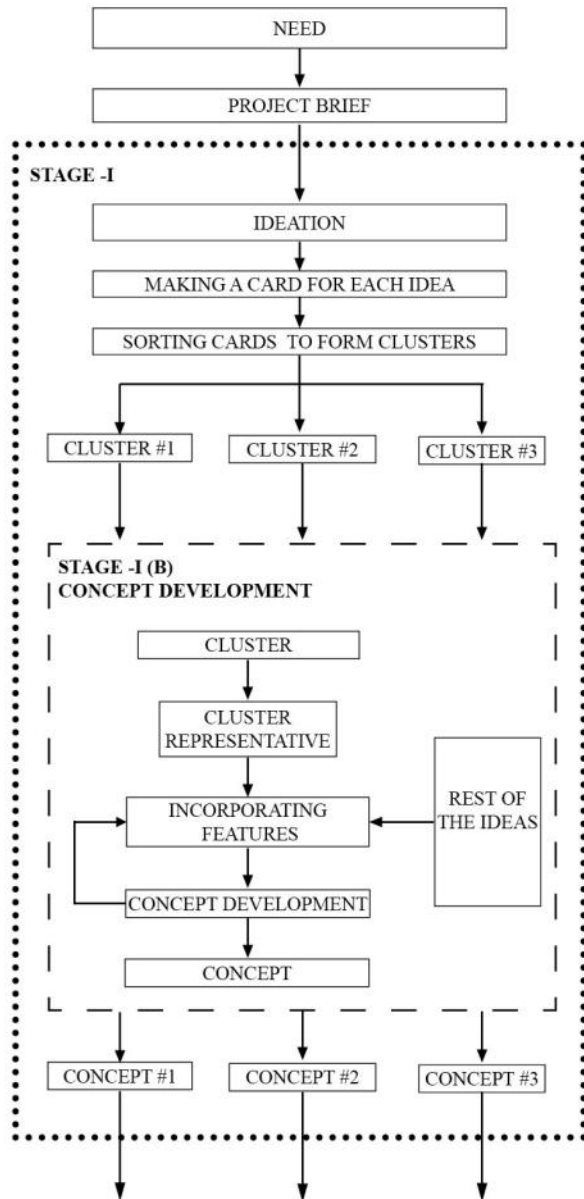 NEED
PROJECT BRIEF
STAGE -I
IDEATION
MAKING A CARD FOR EACH IDEA
SORTING CARDS TO FORM CLUSTERS
CLUSTER #1
CLUSTER #2
CLUSTER #3
STAGE -I (B)
CONCEPT DEVELOPMENT
CLUSTER
CLUSTER
REPRESENTATIVE
INCORPORATING
FEATURES
REST OF
THE IDEAS
CONCEPT DEVELOPMENT
CONCEPT
CONCEPT #1
CONCEPT #2
CONCEPT #3